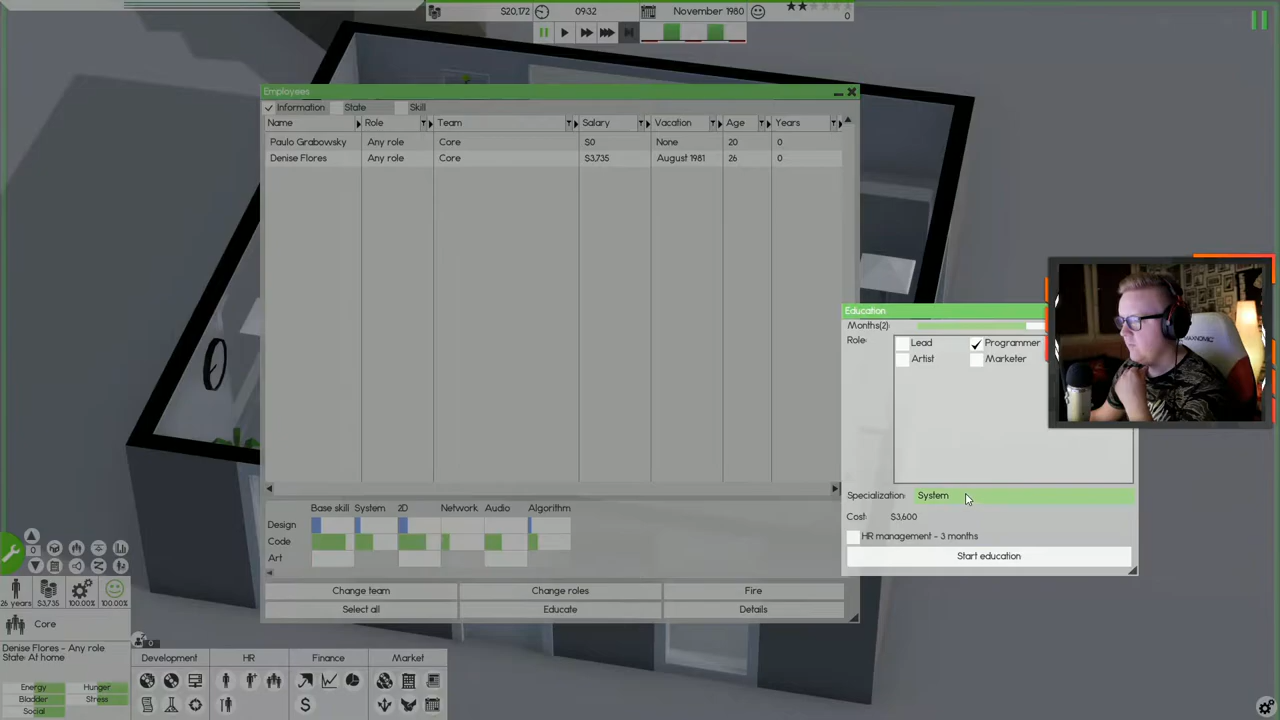 $20,172 09:32 November 1980 0
Employees
Information State Skill
Name Role Team Salary Vacation Age Years
Paulo Grabowsky Any role Core $0 None 20 0
Denise Flores Any role Core $3,735 August 1981 26 0
Education
Months(2):
Role: Lead Programmer
Artist Marketer
Specialization: System
Cost: $3,600
HR management - 3 months
Start education
Base skill System 2D Network Audio Algorithm
Design
Code
Art
Change team Change roles Fire
Select all Educate Details
0
26 years $3,735 100.00% 100.00%
Core
Denise Flores - Any role
State: At home
Energy Hunger
Bladder Stress
Social
0
Development HR Finance Market
MAXNOMIC